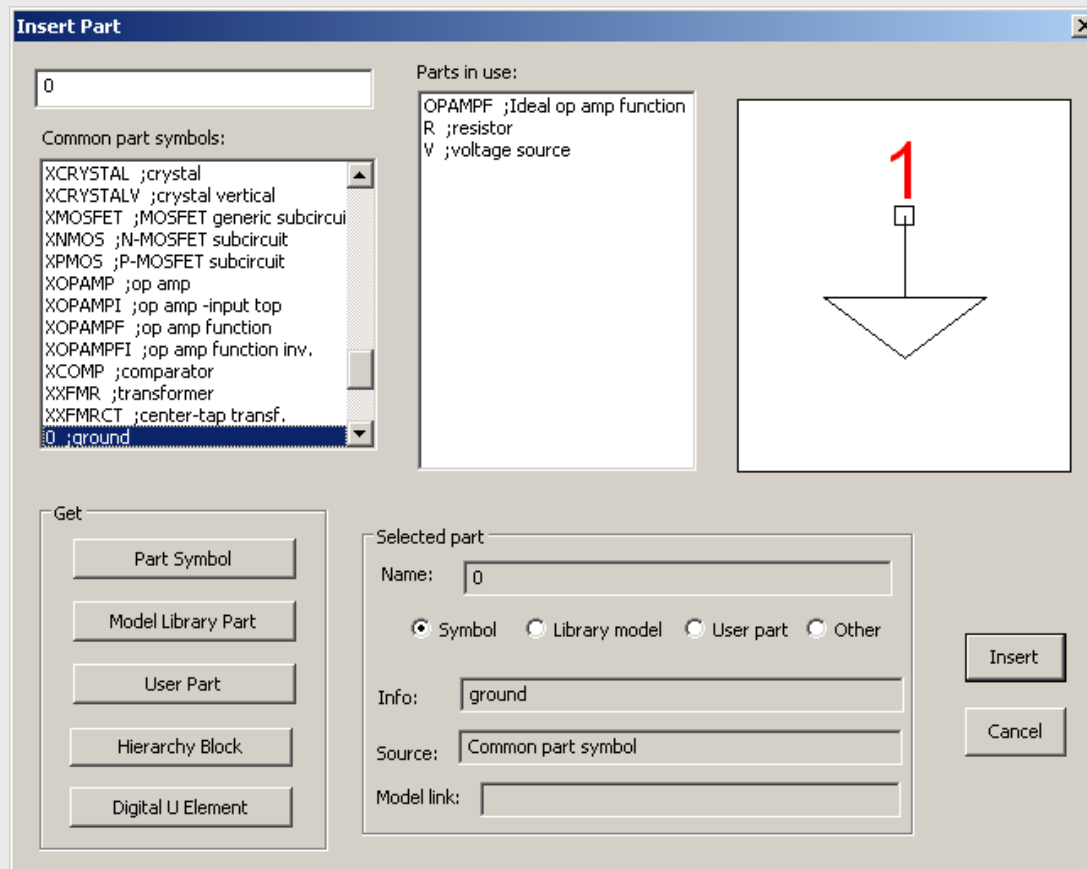 Insert Part
0
Common part symbols:
XCRYSTAL ;crystal
XCRYSTALV ;crystal vertical
XMOSFET ;MOSFET generic subcircui
XNMOS ;N-MOSFET subcircuit
XPMOS ;P-MOSFET subcircuit
XOPAMP ;op amp
XOPAMPI ;op amp -input top
XOPAMPF ;op amp function
XOPAMPFI ;op amp function inv.
XCOMP ;comparator
XXFMR ;transformer
XXFMRCT ;center-tap transf.
0 ;ground
Parts in use:
OPAMPF ;Ideal op amp function
R ;resistor
V ;voltage source
1
Get
Part Symbol
Model Library Part
User Part
Hierarchy Block
Digital U Element
Selected part
Name: 0
Symbol Library model User part Other
Info: ground
Source: Common part symbol
Model link:
Insert
Cancel